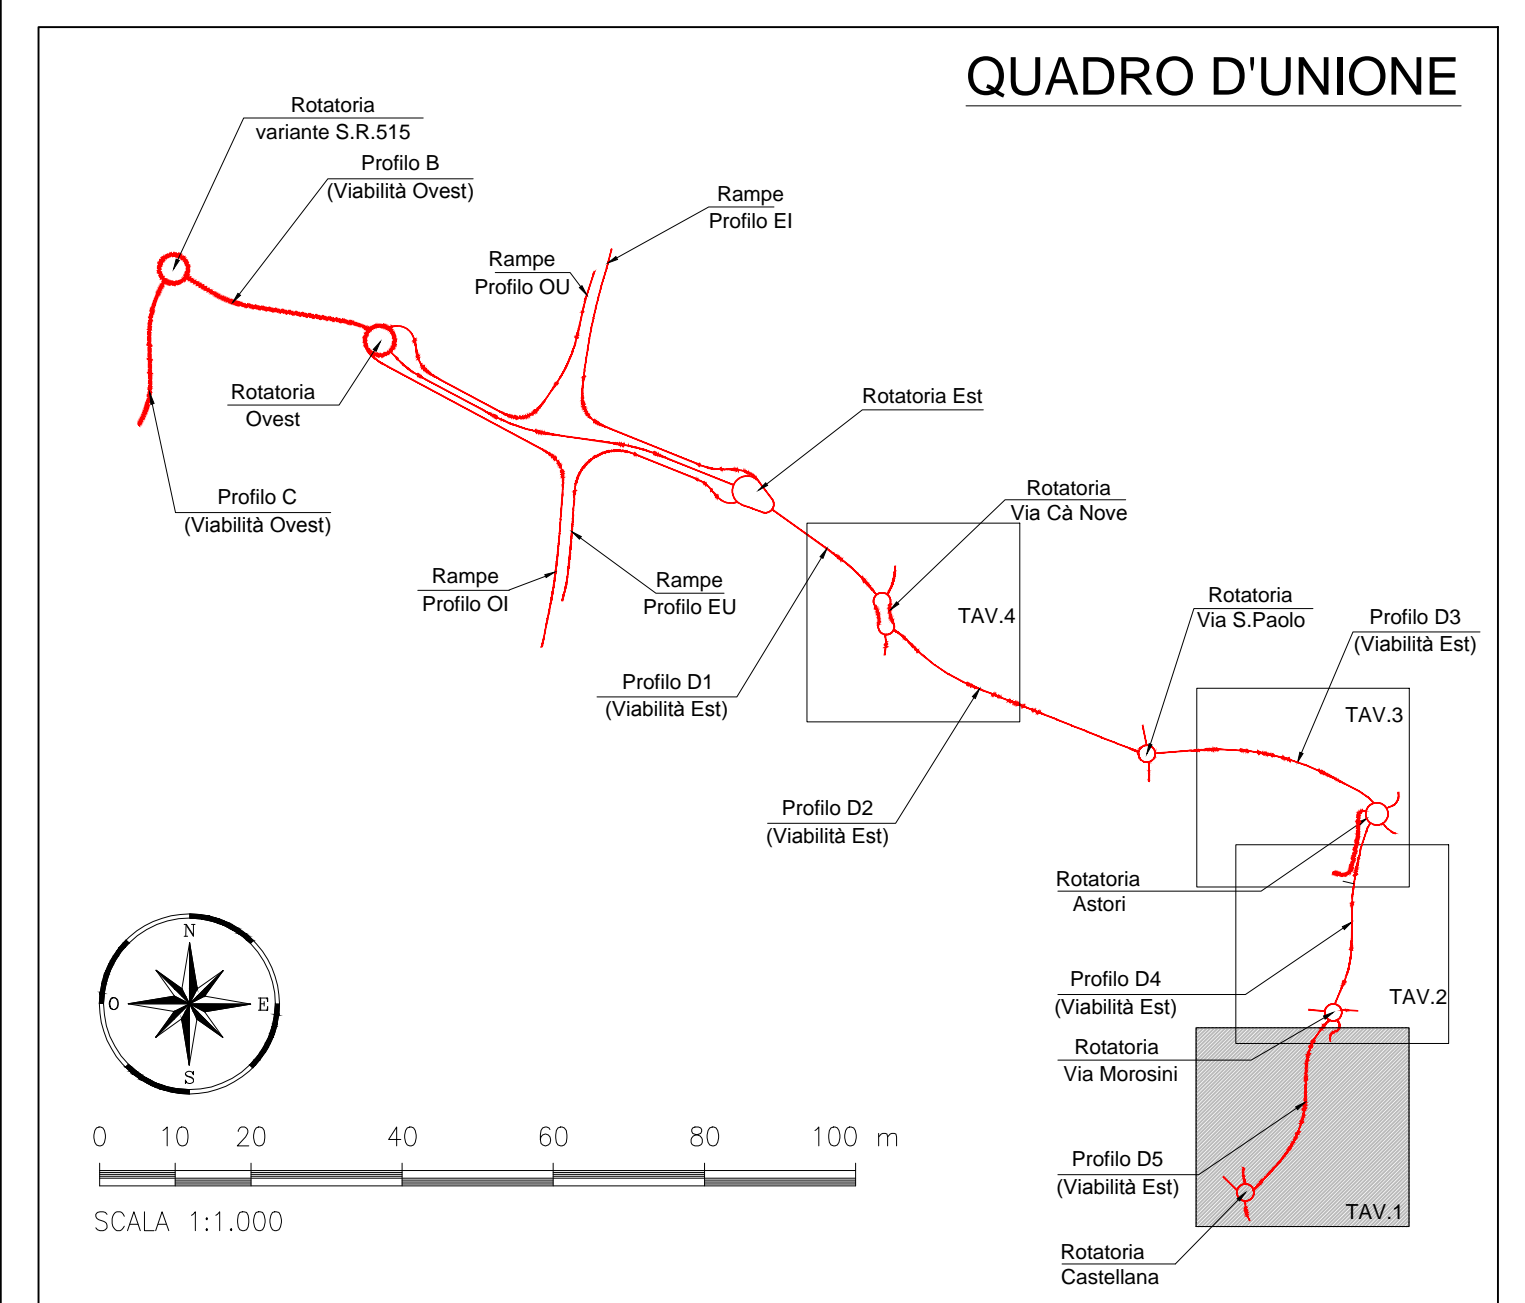 QUADRO D'UNIONE
Rotatoria
variante S.R.515
Profilo B
(Viabilità Ovest)
Rampe
Profilo EI
Rampe
Profilo OU
Rotatoria
Ovest
Rotatoria Est
Profilo C
(Viabilità Ovest)
Rotatoria
Via Cà Nove
Rampe
Profilo OI
Rampe
Profilo EU
TAV.4
Rotatoria
Via S.Paolo
Profilo D3
(Viabilità Est)
Profilo D1
(Viabilità Est)
TAV.3
Profilo D2
(Viabilità Est)
Rotatoria
Astori
N
O
E
S
Profilo D4
(Viabilità Est)
TAV.2
Rotatoria
Via Morosini
0 10 20 40 60 80 100 m
SCALA 1:1.000
Profilo D5
(Viabilità Est)
TAV.1
Rotatoria
Castellana